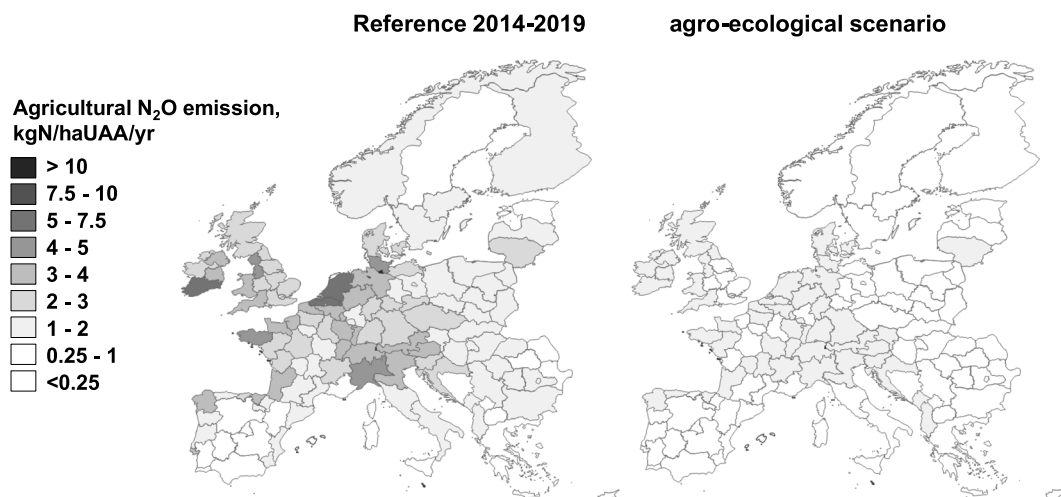 Reference 2014-2019
agro-ecological scenario
Agricultural N₂O emission,
kgN/haUAA/yr
> 10
7.5 - 10
5 - 7.5
4 - 5
3 - 4
2 - 3
1 - 2
0.25 - 1
<0.25